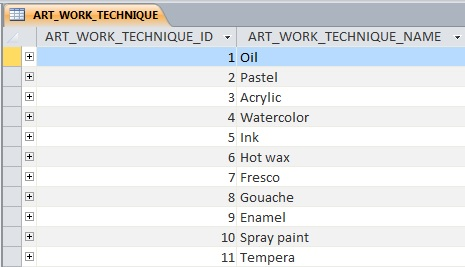 ART_WORK_TECHNIQUE
ART_WORK_TECHNIQUE_ID ART_WORK_TECHNIQUE_NAME
1 Oil
2 Pastel
3 Acrylic
4 Watercolor
5 Ink
6 Hot wax
7 Fresco
8 Gouache
9 Enamel
10 Spray paint
11 Tempera